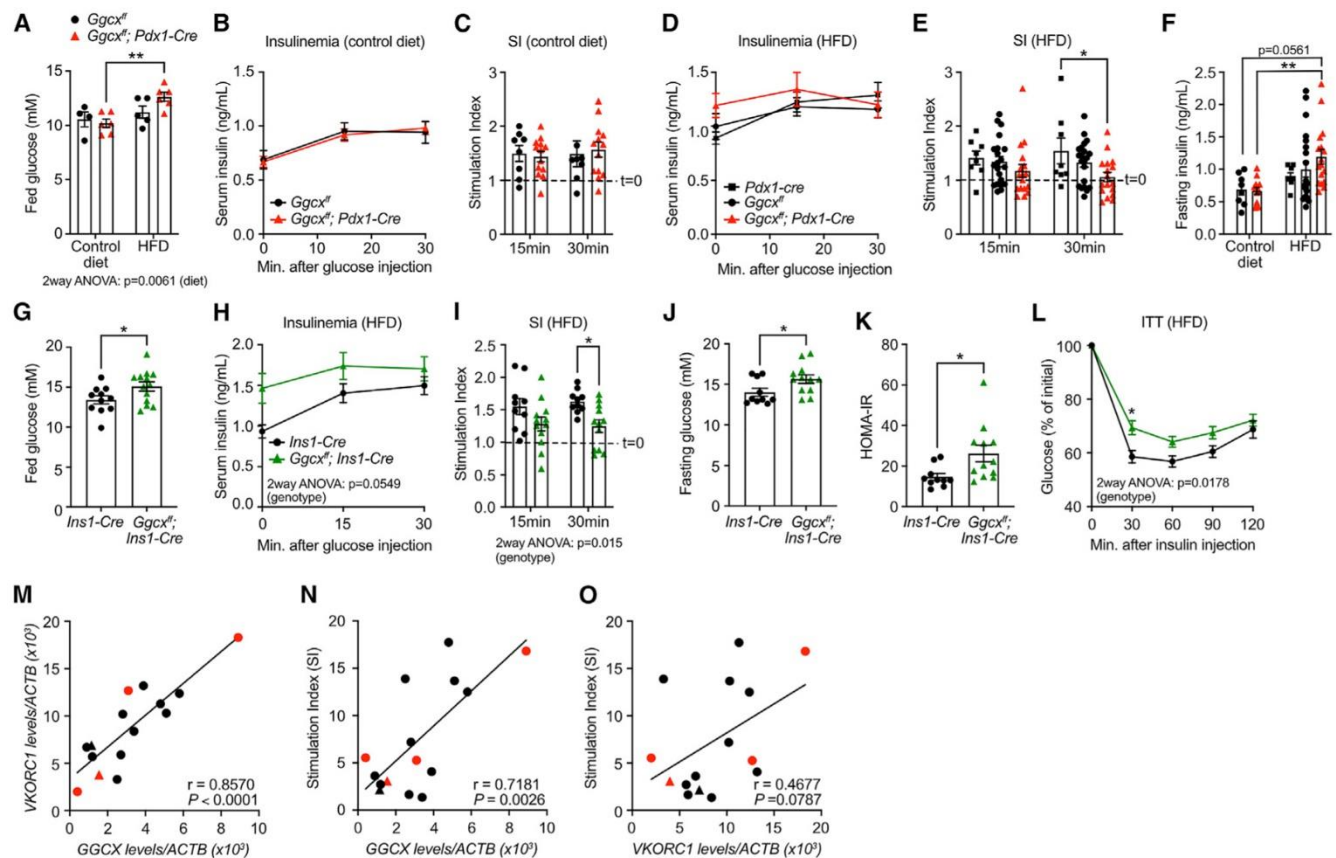 A
Ggcx^ff
Ggcx^ff; Pdx1-Cre
**
Fed glucose (mM)
15
10
5
0
Control diet
HFD
2way ANOVA: p=0.0061 (diet)
B
Insulinemia (control diet)
Serum insulin (ng/mL)
1.5
1.0
0.5
0.0
Ggcx^ff
Ggcx^ff; Pdx1-Cre
0 10 20 30
Min. after glucose injection
C
SI (control diet)
Stimulation Index
3
2
1
0
t=0
15min 30min
D
Insulinemia (HFD)
Serum insulin (ng/mL)
1.5
1.0
0.5
0.0
Pdx1-cre
Ggcx^ff
Ggcx^ff; Pdx1-Cre
0 10 20 30
Min. after glucose injection
E
SI (HFD)
*
Stimulation Index
3
2
1
0
t=0
15min 30min
F
p=0.0561
**
Fasting insulin (ng/mL)
2.5
2.0
1.5
1.0
0.5
0.0
Control diet
HFD
G
*
Fed glucose (mM)
20
15
10
5
0
Ins1-Cre
Ggcx^ff; Ins1-Cre
H
Insulinemia (HFD)
Serum insulin (ng/mL)
2.0
1.5
1.0
0.5
0.0
Ins1-Cre
Ggcx^ff; Ins1-Cre
2way ANOVA: p=0.0549
(genotype)
0 15 30
Min. after glucose injection
I
SI (HFD)
*
Stimulation Index
2.5
2.0
1.5
1.0
0.5
0.0
t=0
15min 30min
2way ANOVA: p=0.015
(genotype)
J
*
Fasting glucose (mM)
20
15
10
5
0
Ins1-Cre
Ggcx^ff; Ins1-Cre
K
*
HOMA-IR
80
60
40
20
0
Ins1-Cre
Ggcx^ff; Ins1-Cre
L
ITT (HFD)
*
Glucose (% of initial)
100
80
60
40
2way ANOVA: p=0.0178
(genotype)
0 30 60 90 120
Min. after insulin injection
M
VKORC1 levels/ACTB (x10³)
20
15
10
5
0
r = 0.8570
P < 0.0001
0 2 4 6 8 10
GGCX levels/ACTB (x10³)
N
Stimulation Index (SI)
20
15
10
5
0
r = 0.7181
P = 0.0026
0 2 4 6 8 10
GGCX levels/ACTB (x10³)
O
Stimulation Index (SI)
20
15
10
5
0
r = 0.4677
P =0.0787
0 5 10 15 20
VKORC1 levels/ACTB (x10³)